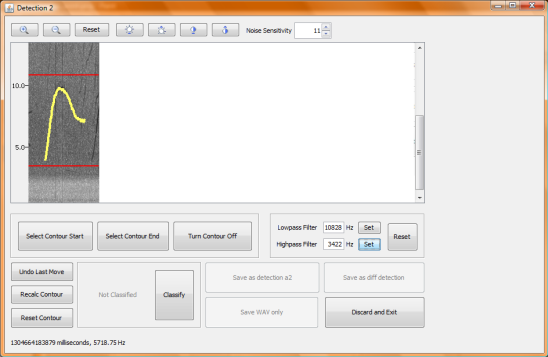 Detection 2
Reset
Noise Sensitivity 11
10.0
5.0
Select Contour Start Select Contour End Turn Contour Off
Lowpass Filter 10828 Hz Set
Highpass Filter 3422 Hz Set
Reset
Undo Last Move
Recalc Contour
Reset Contour
Not Classified Classify
Save as detection a2 Save as diff detection
Save WAV only Discard and Exit
1304664183879 miliseconds, 5718.75 Hz